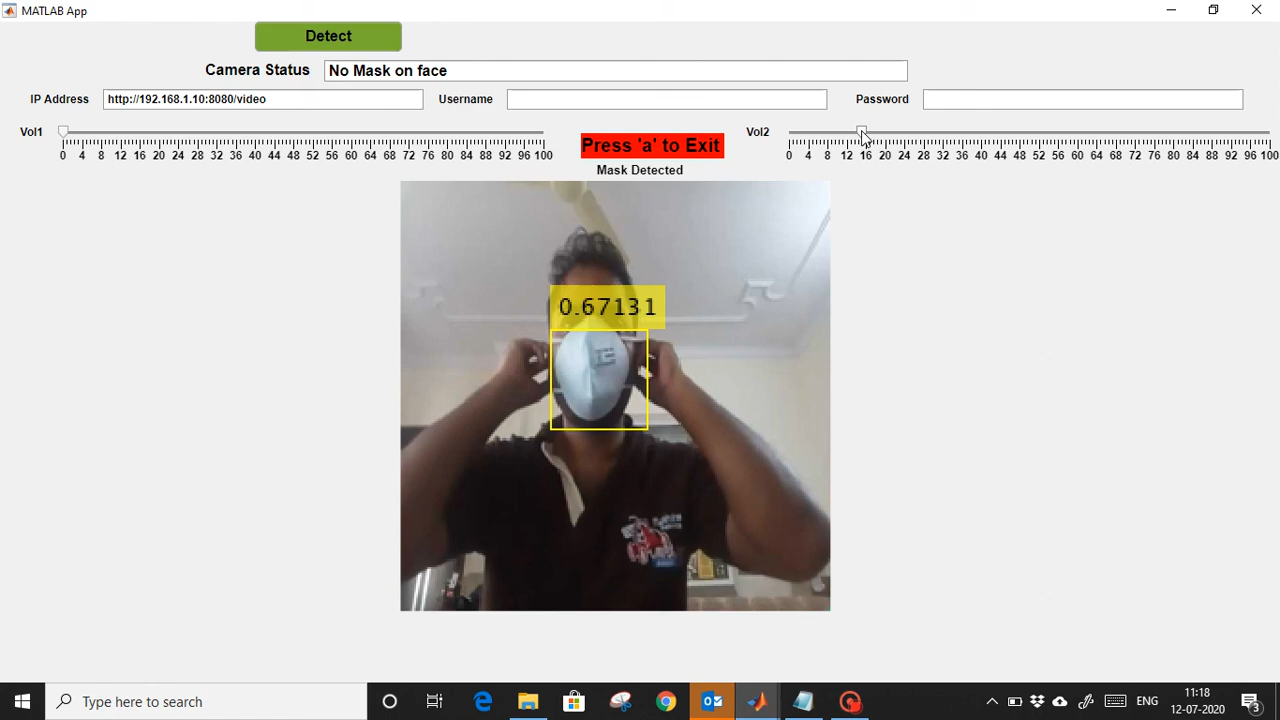 MATLAB App
Detect
Camera Status No Mask on face
IP Address http://192.168.1.10:8080/video Username Password
Vol1 Press 'a' to Exit Vol2
0 4 8 12 16 20 24 28 32 36 40 44 48 52 56 60 64 68 72 76 80 84 88 92 96 100
0 4 8 12 16 20 24 28 32 36 40 44 48 52 56 60 64 68 72 76 80 84 88 92 96 100
Mask Detected
0.67131
Type here to search
ENG
11:18
12-07-2020
3